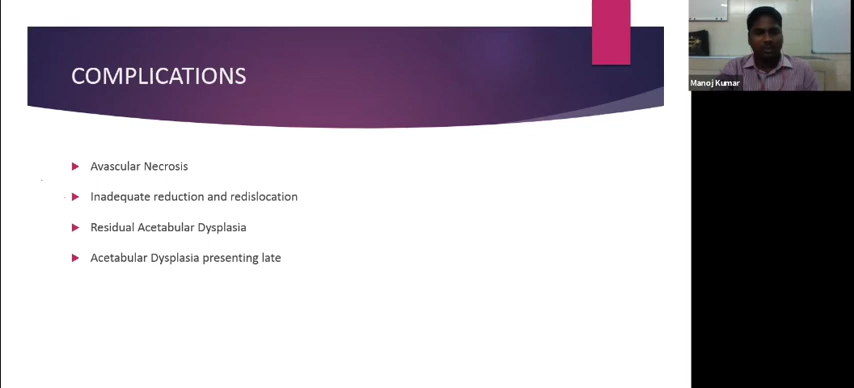 COMPLICATIONS
Avascular Necrosis
Inadequate reduction and redislocation
Residual Acetabular Dysplasia
Acetabular Dysplasia presenting late
Manoj Kumar